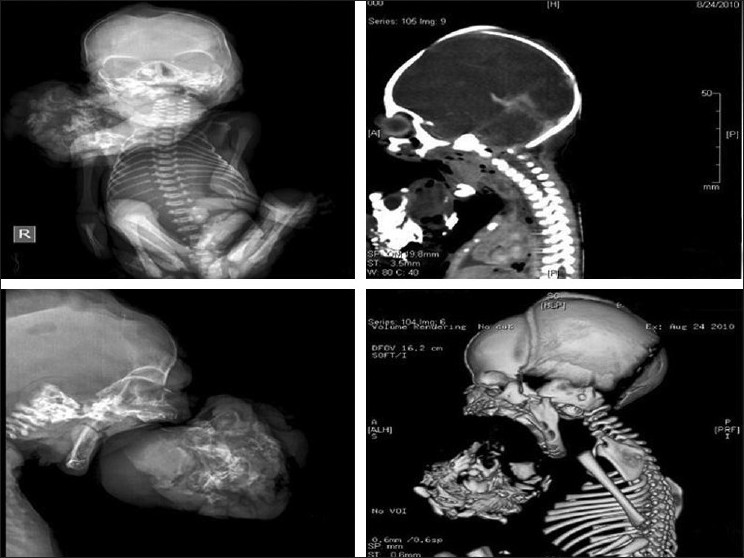 R
[H]
8/24/2010
Series: 105 Img: 9
50
[A]
[P]
mm
ST: 3.5mm
W: 80 C: 40
Series: 104 Img: 6
Volume Rendering No cut
Ex: Aug 24 2010
DFOV 16.2 cm
SOFT/I
A
[ALH]
S
P
[PRF]
I
No VOI
0.6mm /0.6sp
SP: mm
ST: 0.6mm